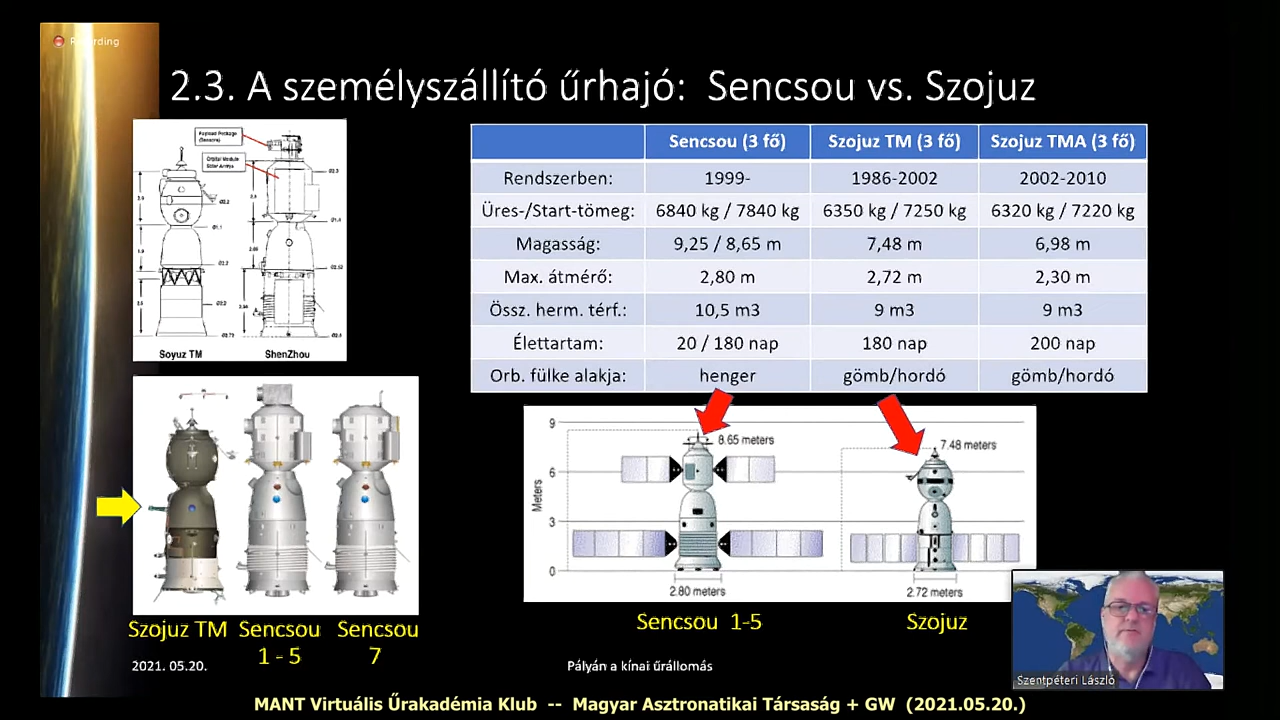 Recording
2.3. A személyszállító űrhajó: Sencsou vs. Szojuz
Payload Package
(Sensors)
Orbital Module
Solar Arrays
Soyuz TM ShenZhou
Sencsou (3 fő) Szojuz TM (3 fő) Szojuz TMA (3 fő)
Rendszerben: 1999- 1986-2002 2002-2010
Üres-/Start-tömeg: 6840 kg / 7840 kg 6350 kg / 7250 kg 6320 kg / 7220 kg
Magasság: 9,25 / 8,65 m 7,48 m 6,98 m
Max. átmérő: 2,80 m 2,72 m 2,30 m
Össz. herm. térf.: 10,5 m3 9 m3 9 m3
Élettartam: 20 / 180 nap 180 nap 200 nap
Orb. fülke alakja: henger gömb/hordó gömb/hordó
9
8.65 meters 7.48 meters
6
Meters
3
0
2.80 meters 2.72 meters
Szojuz TM Sencsou Sencsou
1 - 5 7
Sencsou 1-5 Szojuz
2021. 05.20. Pályán a kínai űrállomás
Szentpéteri László
MANT Virtuális Űrakadémia Klub -- Magyar Asztronatikai Társaság + GW (2021.05.20.)